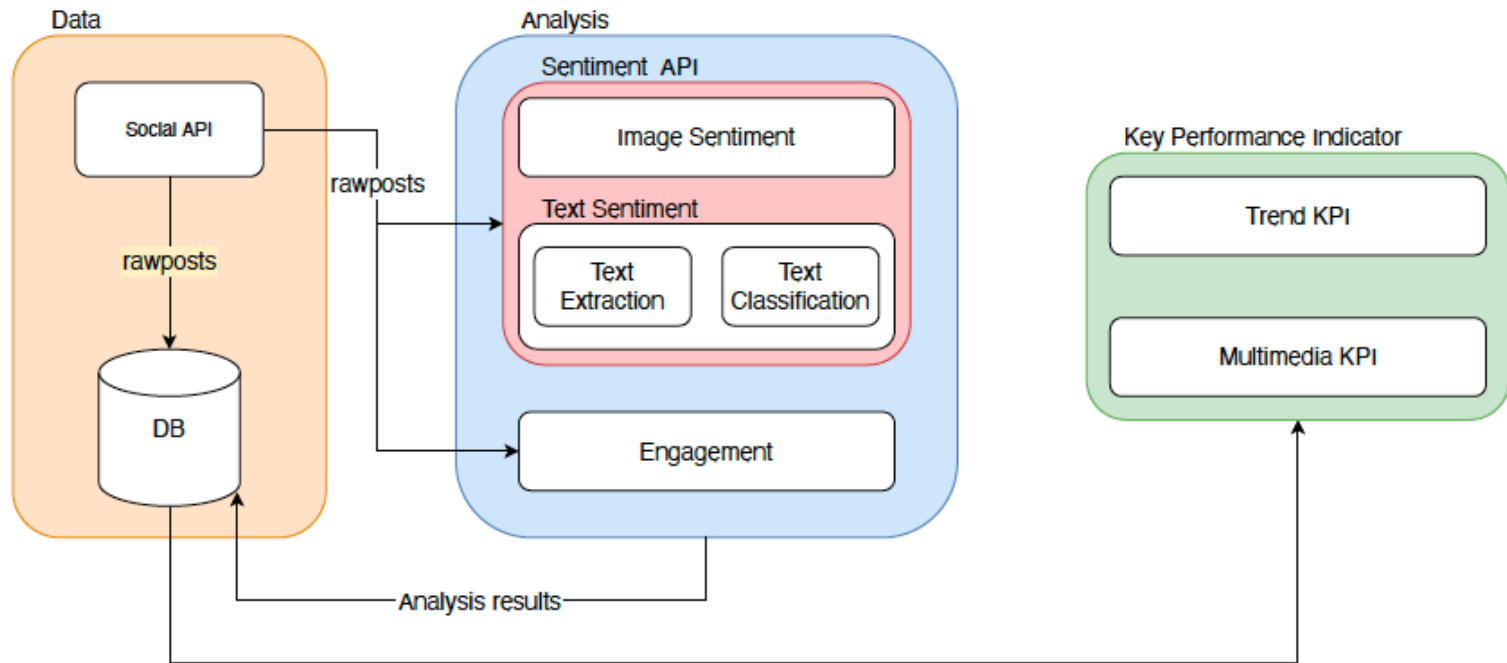 Data
Social API
rawposts
DB
rawposts
Analysis
Sentiment API
Image Sentiment
Text Sentiment
Text
Extraction
Text
Classification
Engagement
Analysis results
Key Performance Indicator
Trend KPI
Multimedia KPI